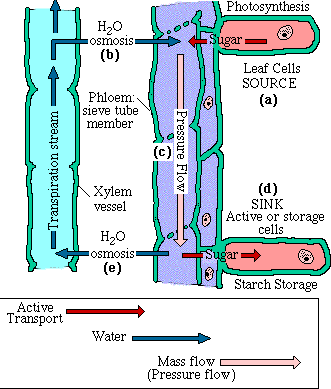 Photosynthesis
H₂O
osmosis
(b)
Sugar
Leaf Cells
SOURCE
(a)
Phloem:
sieve tube
member
(c)
Pressure Flow
Transpiration stream
Xylem
vessel
(d)
SINK
Active or storage
cells
H₂O
osmosis
(e)
Sugar
Starch Storage
Active
Transport
Water
Mass flow
(Pressure flow)